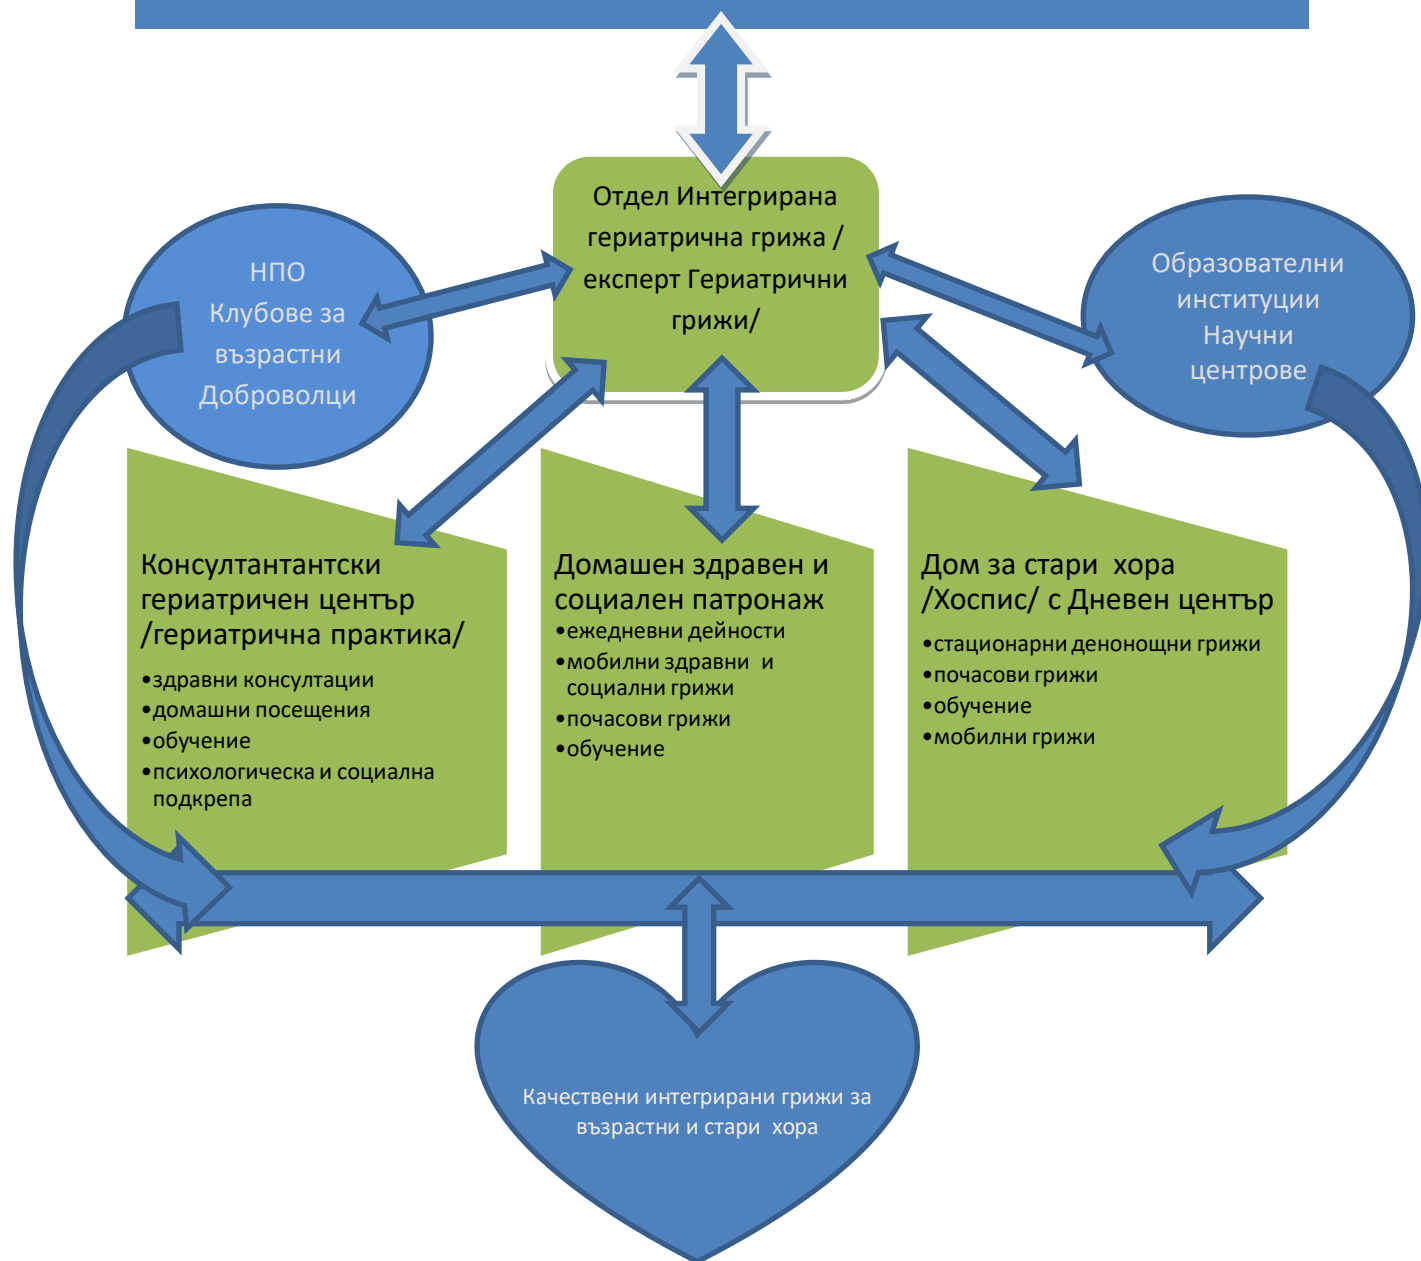 Отдел Интегрирана
гериатрична грижа /
експерт Гериатрични
грижи/
НПО
Клубове за
възрастни
Доброволци
Образователни
институции
Научни
центрове
Консултантантски
гериатричен център
/гериатрична практика/
•здравни консултации
•домашни посещения
•обучение
•психологическа и социална
подкрепа
Домашен здравен и
социален патронаж
•ежедневни дейности
•мобилни здравни и
социални грижи
•почасови грижи
•обучение
Дом за стари хора
/Хоспис/ с Дневен център
•стационарни денонощни грижи
•почасови грижи
•обучение
•мобилни грижи
Качествени интегрирани грижи за
възрастни и стари хора